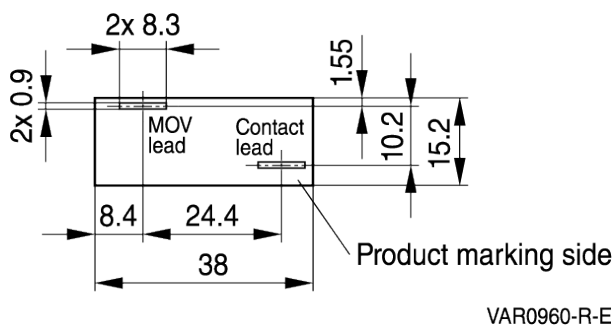 2x 8.3
1.55
2x 0.9
MOV
lead
Contact
lead
10.2
15.2
8.4
24.4
38
Product marking side
VAR0960-R-E